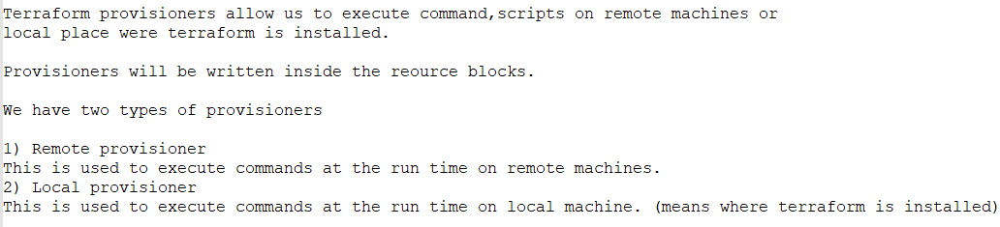 Terraform provisioners allow us to execute command,scripts on remote machines or
local place were terraform is installed.
Provisioners will be written inside the reource blocks.
We have two types of provisioners
1) Remote provisioner
This is used to execute commands at the run time on remote machines.
2) Local provisioner
This is used to execute commands at the run time on local machine. (means where terraform is installed)